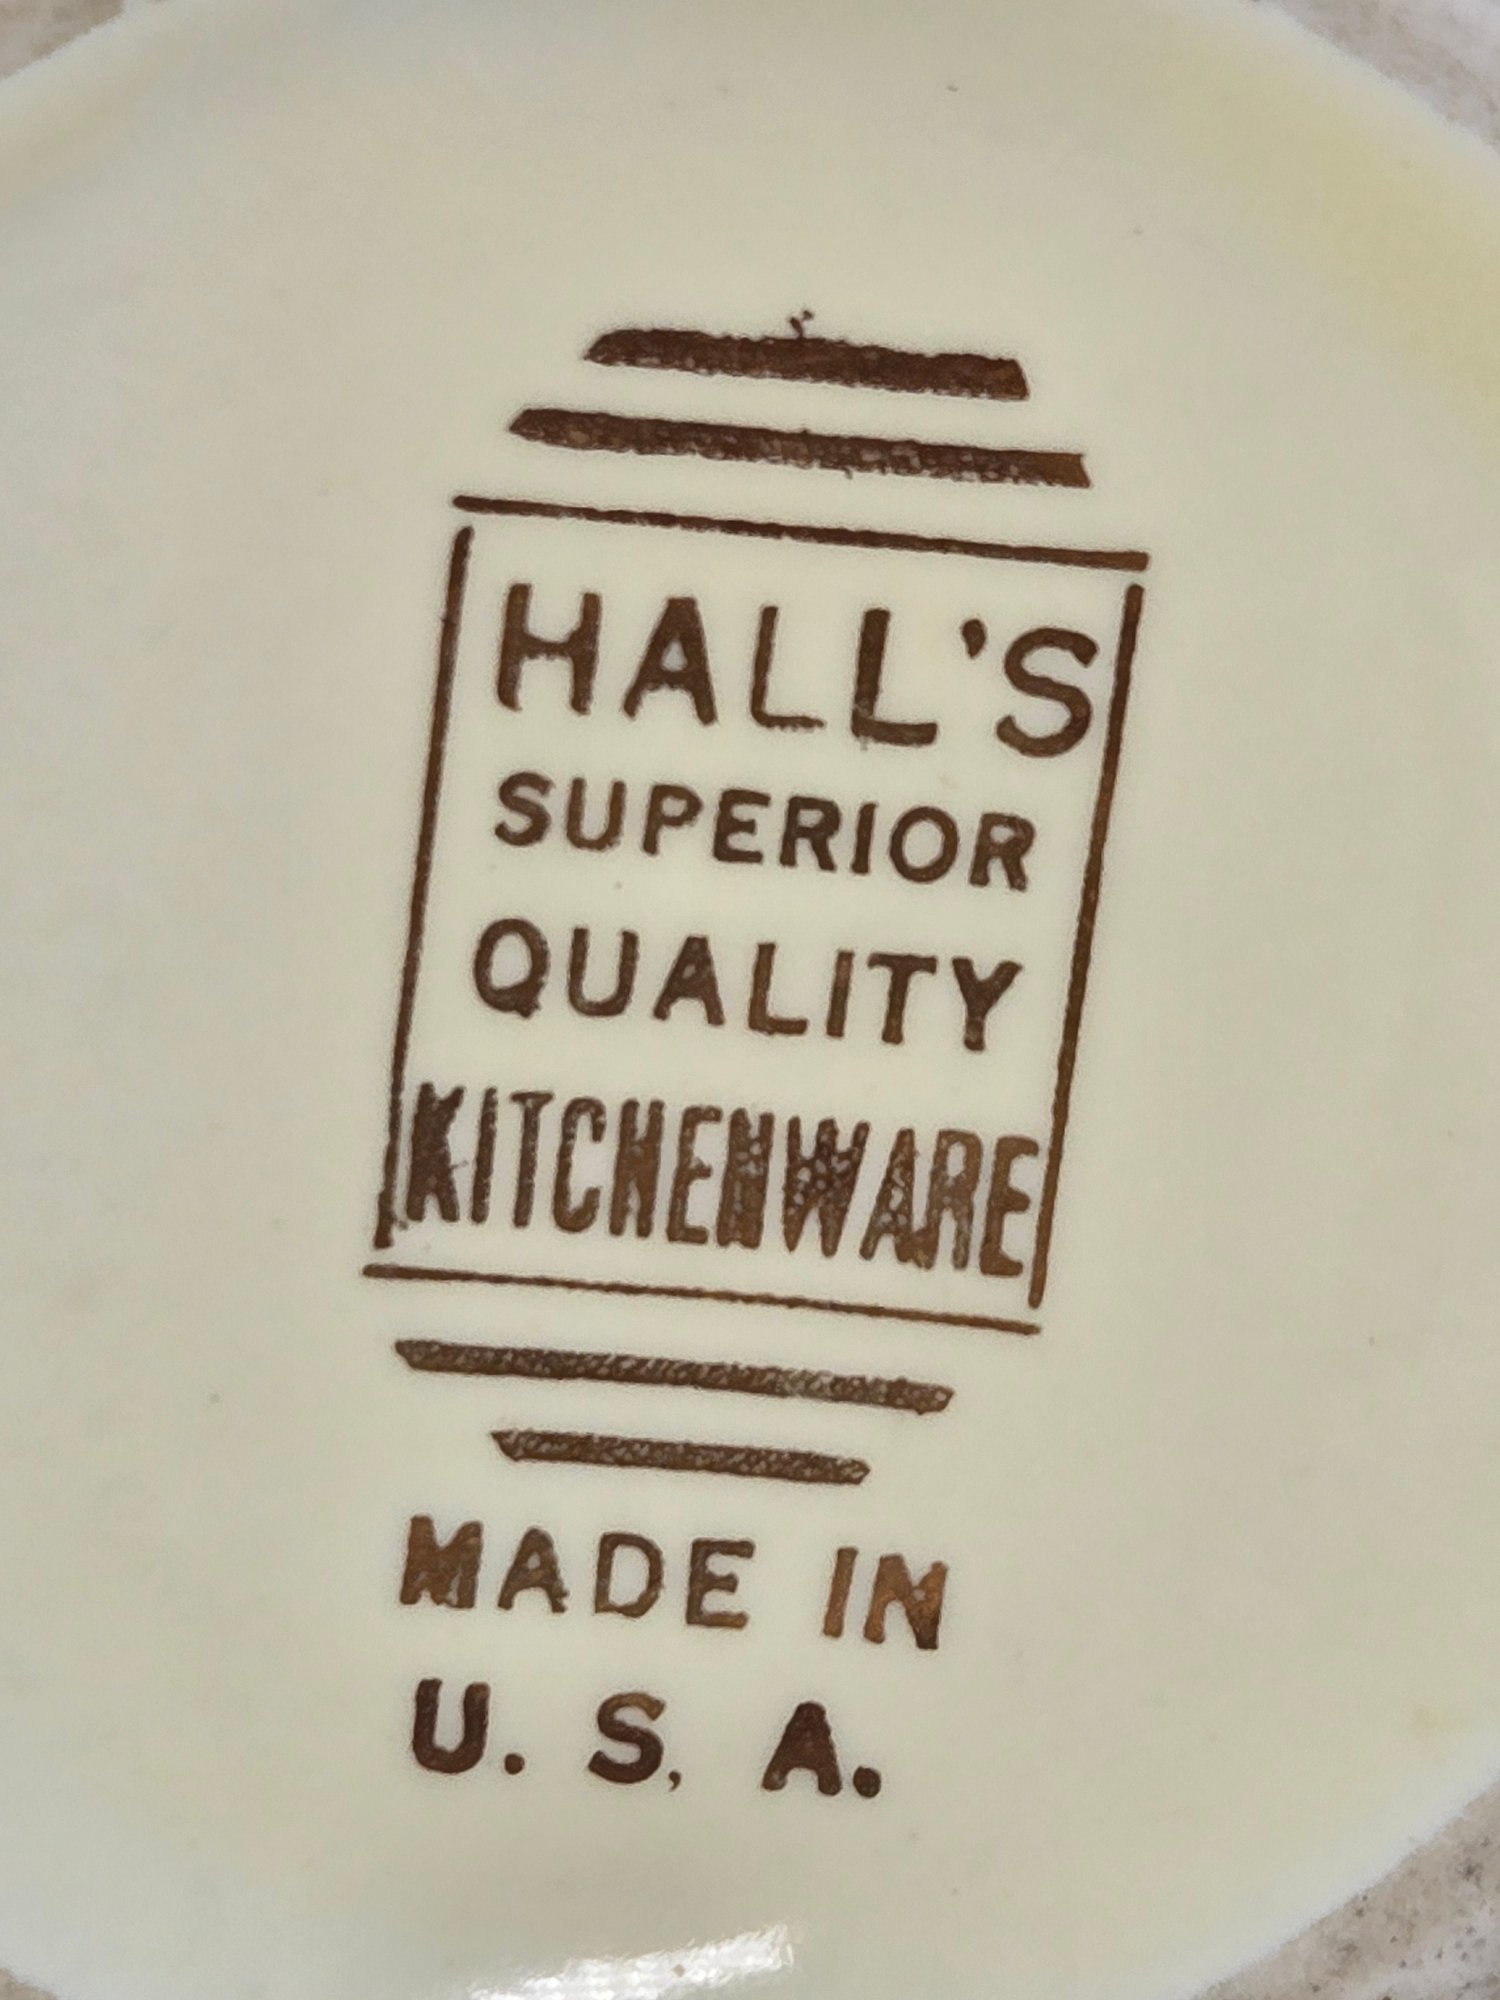 HALL'S
SUPERIOR
QUALITY
KITCHENWARE
MADE IN
U. S. A.